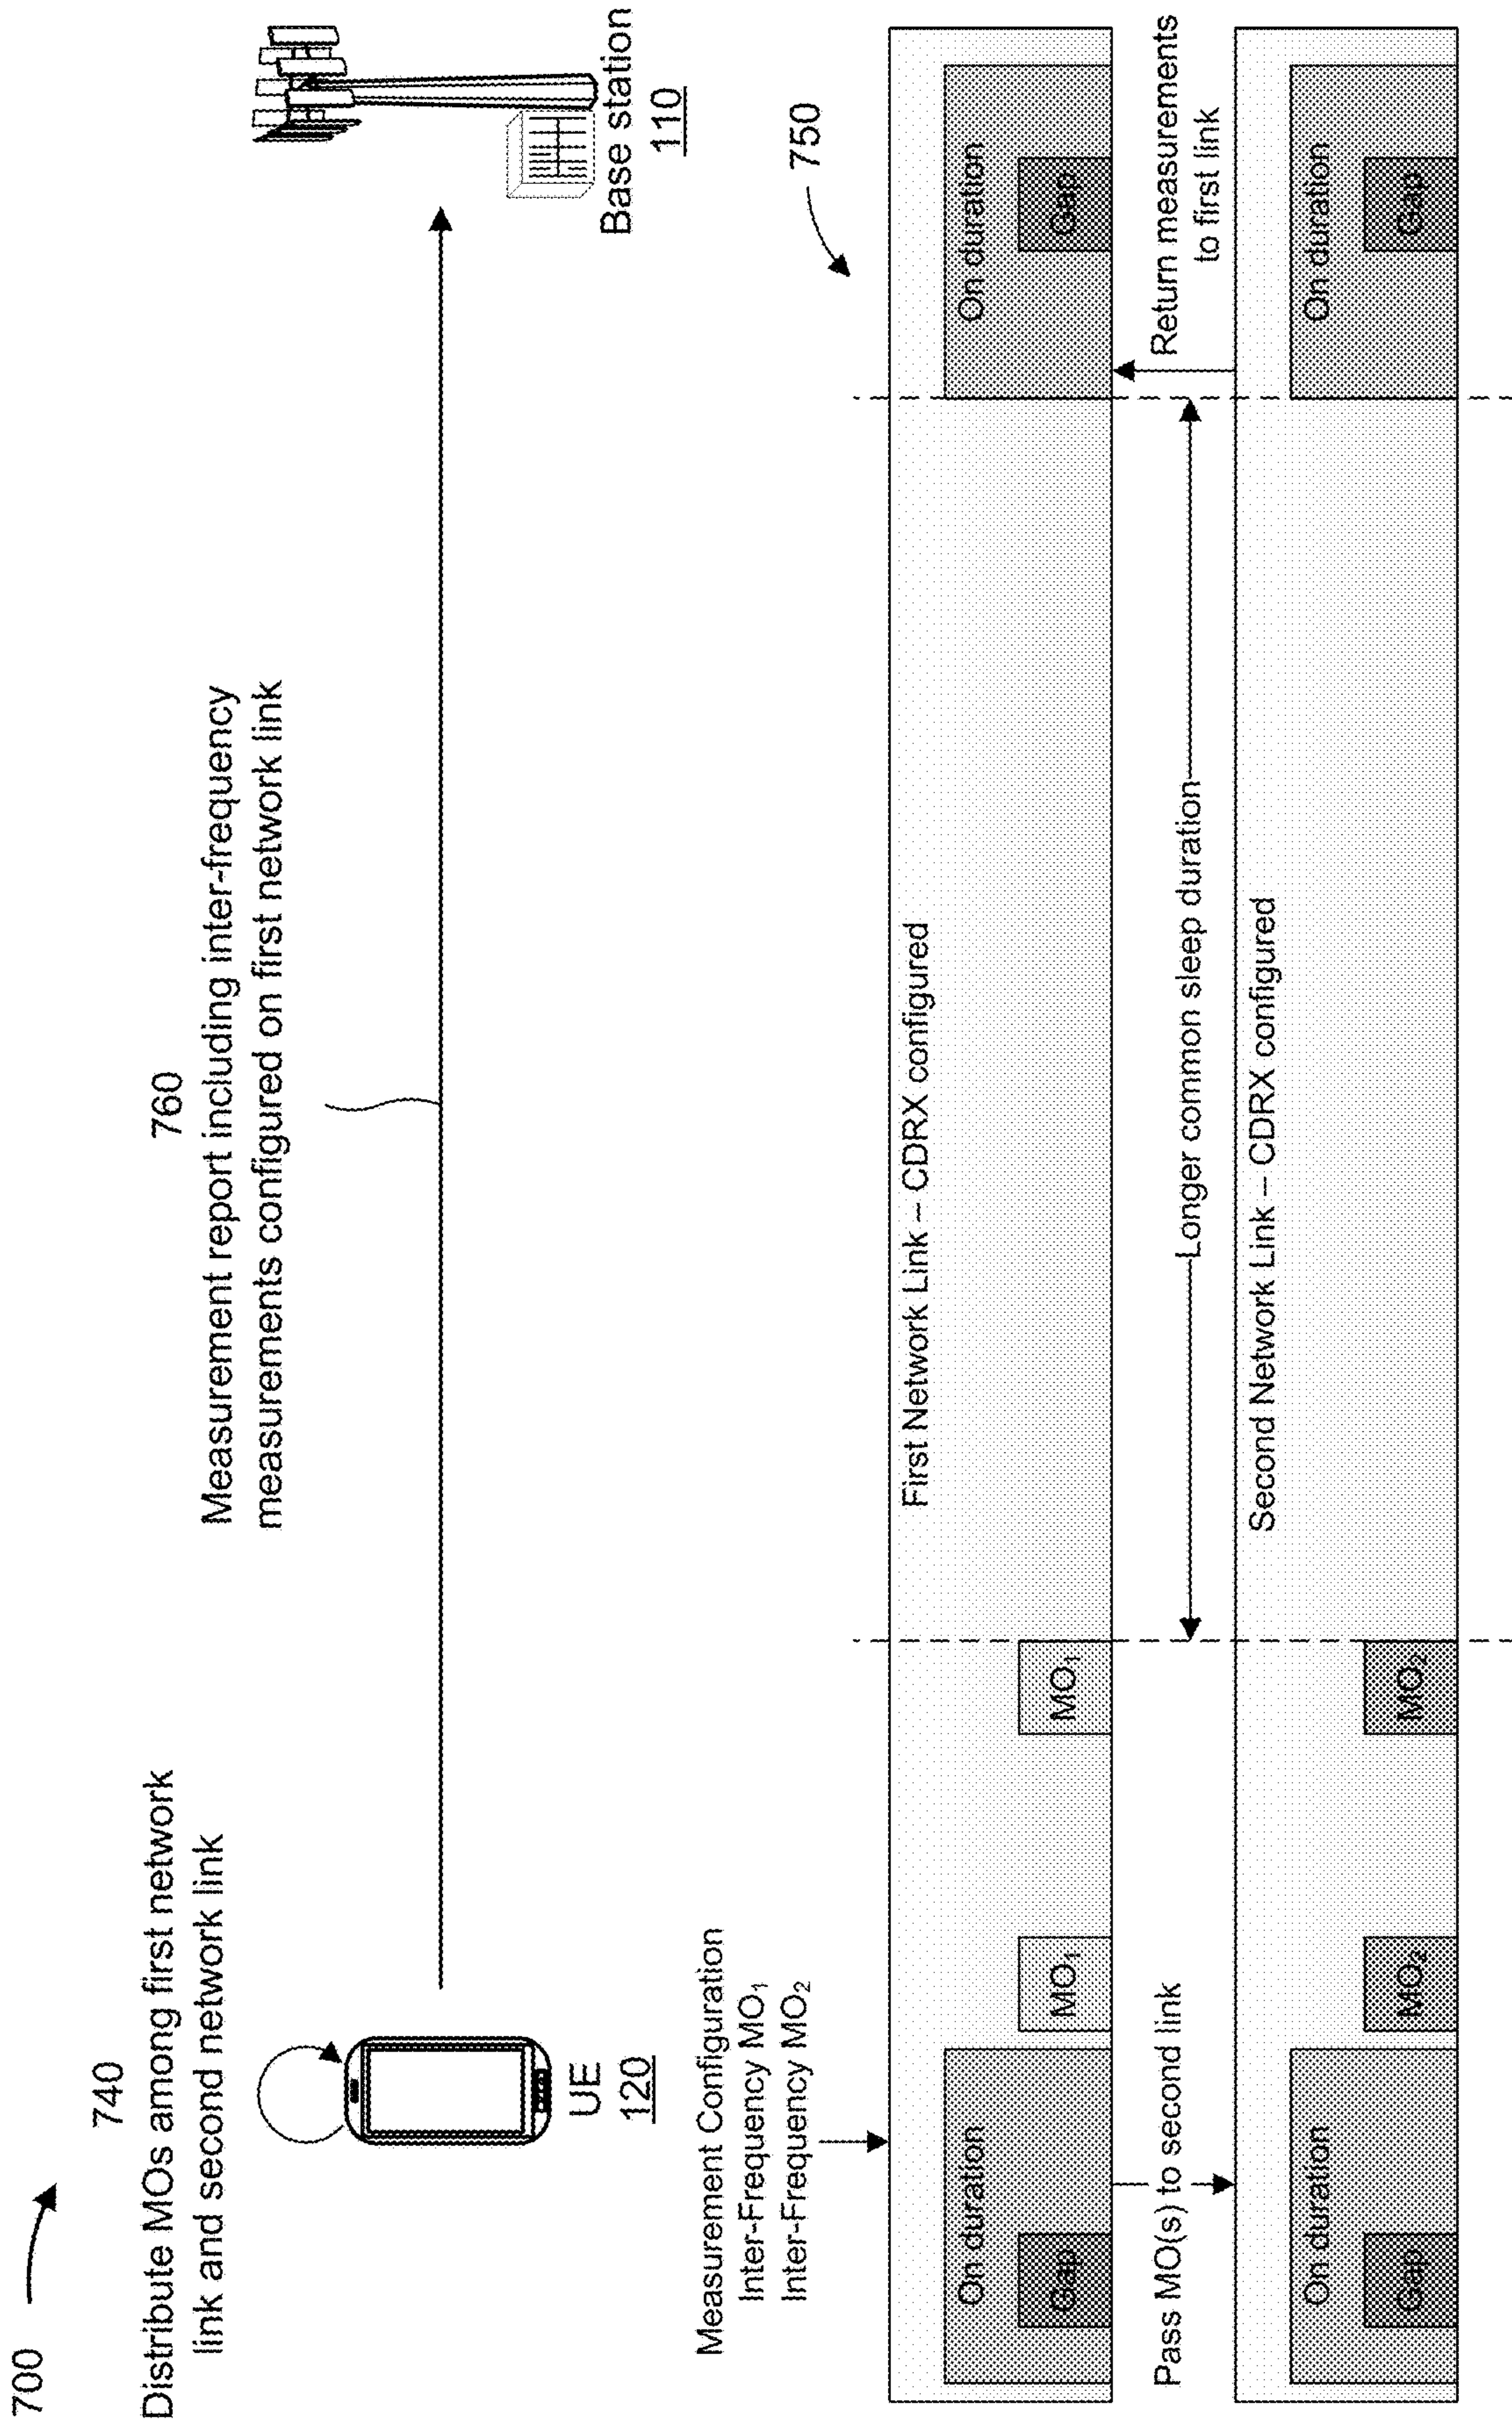 700
740
Distribute MOs among first network
link and second network link
760
Measurement report including inter-frequency
measurements configured on first network link
UE
120
Base station
110
Measurement Configuration
Inter-Frequency MO₁
Inter-Frequency MO₂
750
First Network Link – CDRX configured
On duration
Gap
MO₁
MO₁
On duration
Gap
Pass MO(s) to second link
Longer common sleep duration
Return measurements
to first link
Second Network Link – CDRX configured
On duration
Gap
MO₂
MO₂
On duration
Gap